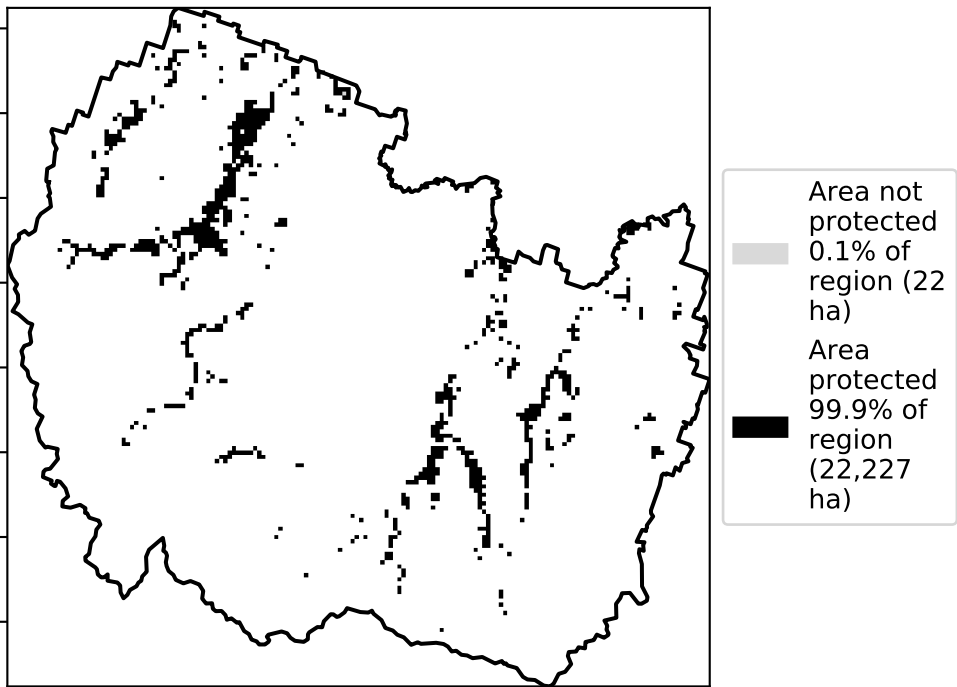 Area not
protected
0.1% of
region (22
ha)
Area
protected
99.9% of
region
(22,227
ha)